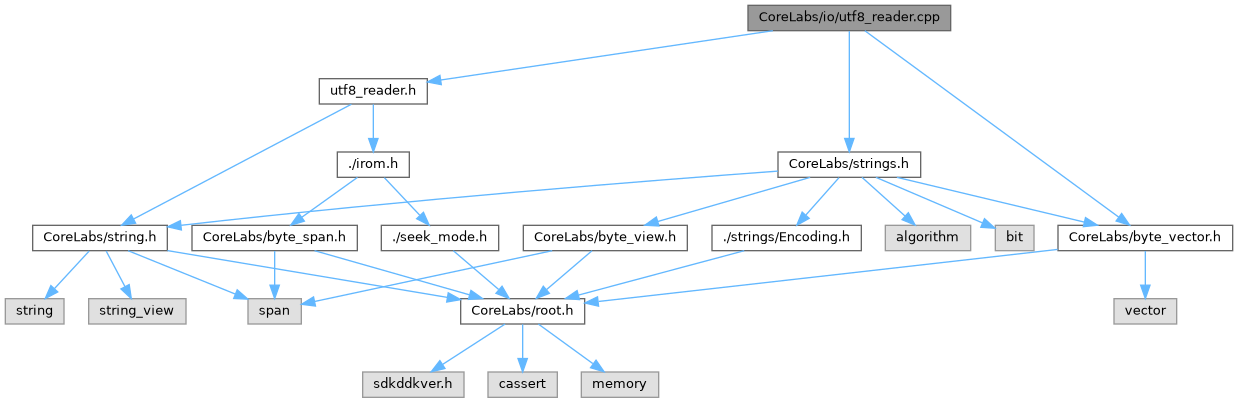 CoreLabs/io/utf8_reader.cpp
utf8_reader.h
./irom.h
CoreLabs/strings.h
CoreLabs/string.h
CoreLabs/byte_span.h
./seek_mode.h
CoreLabs/byte_view.h
./strings/Encoding.h
algorithm
bit
CoreLabs/byte_vector.h
string
string_view
span
CoreLabs/root.h
vector
sdkddkver.h
cassert
memory